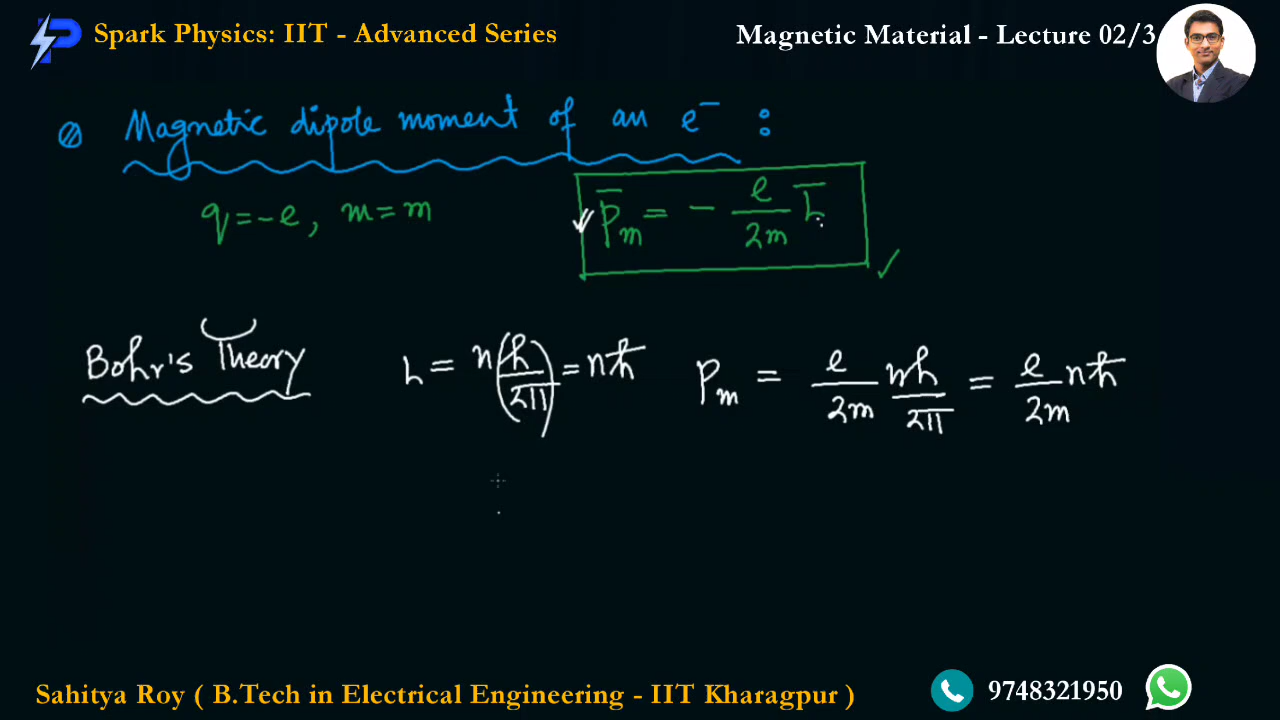 Spark Physics: IIT - Advanced Series
Magnetic Material - Lecture 02/3
Magnetic dipole moment of an e⁻ :
q = -e, m = m
p̅ₘ = - e/2m L̅
Bohr's Theory
L = n(h/2π) = nħ
pₘ = e/2m nh/2π = e/2m nħ
Sahitya Roy ( B.Tech in Electrical Engineering - IIT Kharagpur )
9748321950